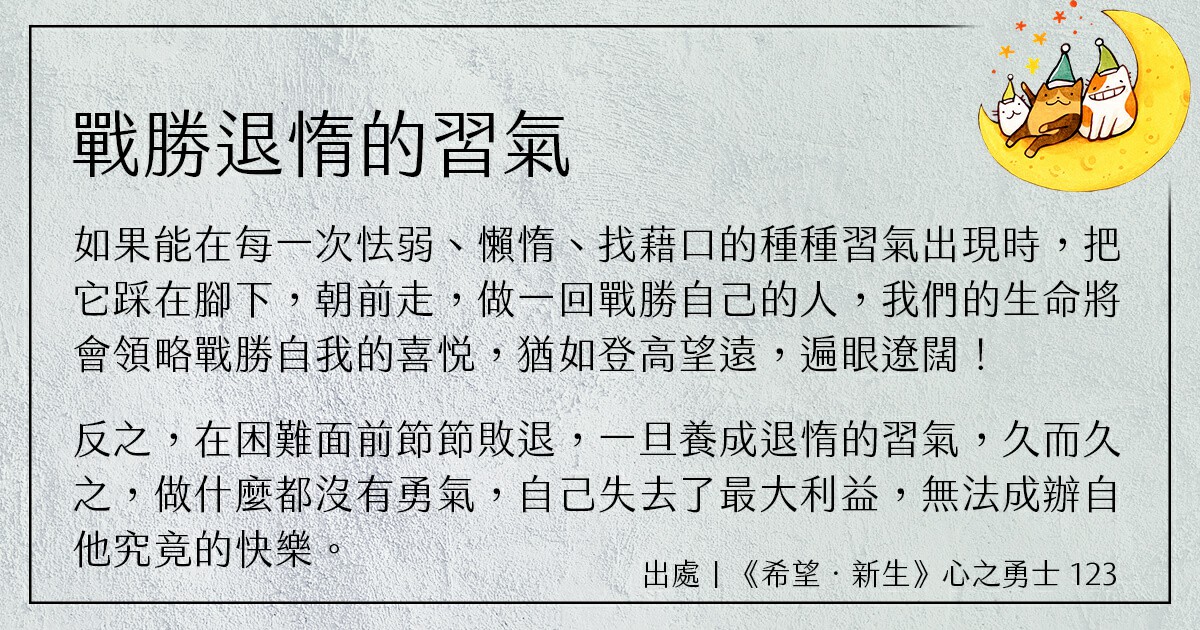 戰勝退惰的習氣
如果能在每一次怯弱、懶惰、找藉口的種種習氣出現時，把
它踩在腳下，朝前走，做一回戰勝自己的人，我們的生命將
會領略戰勝自我的喜悅，猶如登高望遠，遍眼遼闊！
反之，在困難面前節節敗退，一旦養成退惰的習氣，久而久
之，做什麼都沒有勇氣，自己失去了最大利益，無法成辦自
他究竟的快樂。
出處｜《希望．新生》心之勇士 123